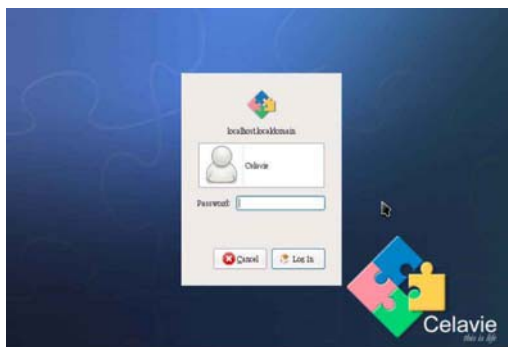 localhost.localdomain
Celavie
Password:
Cancel
Log In
Celavie
this is life